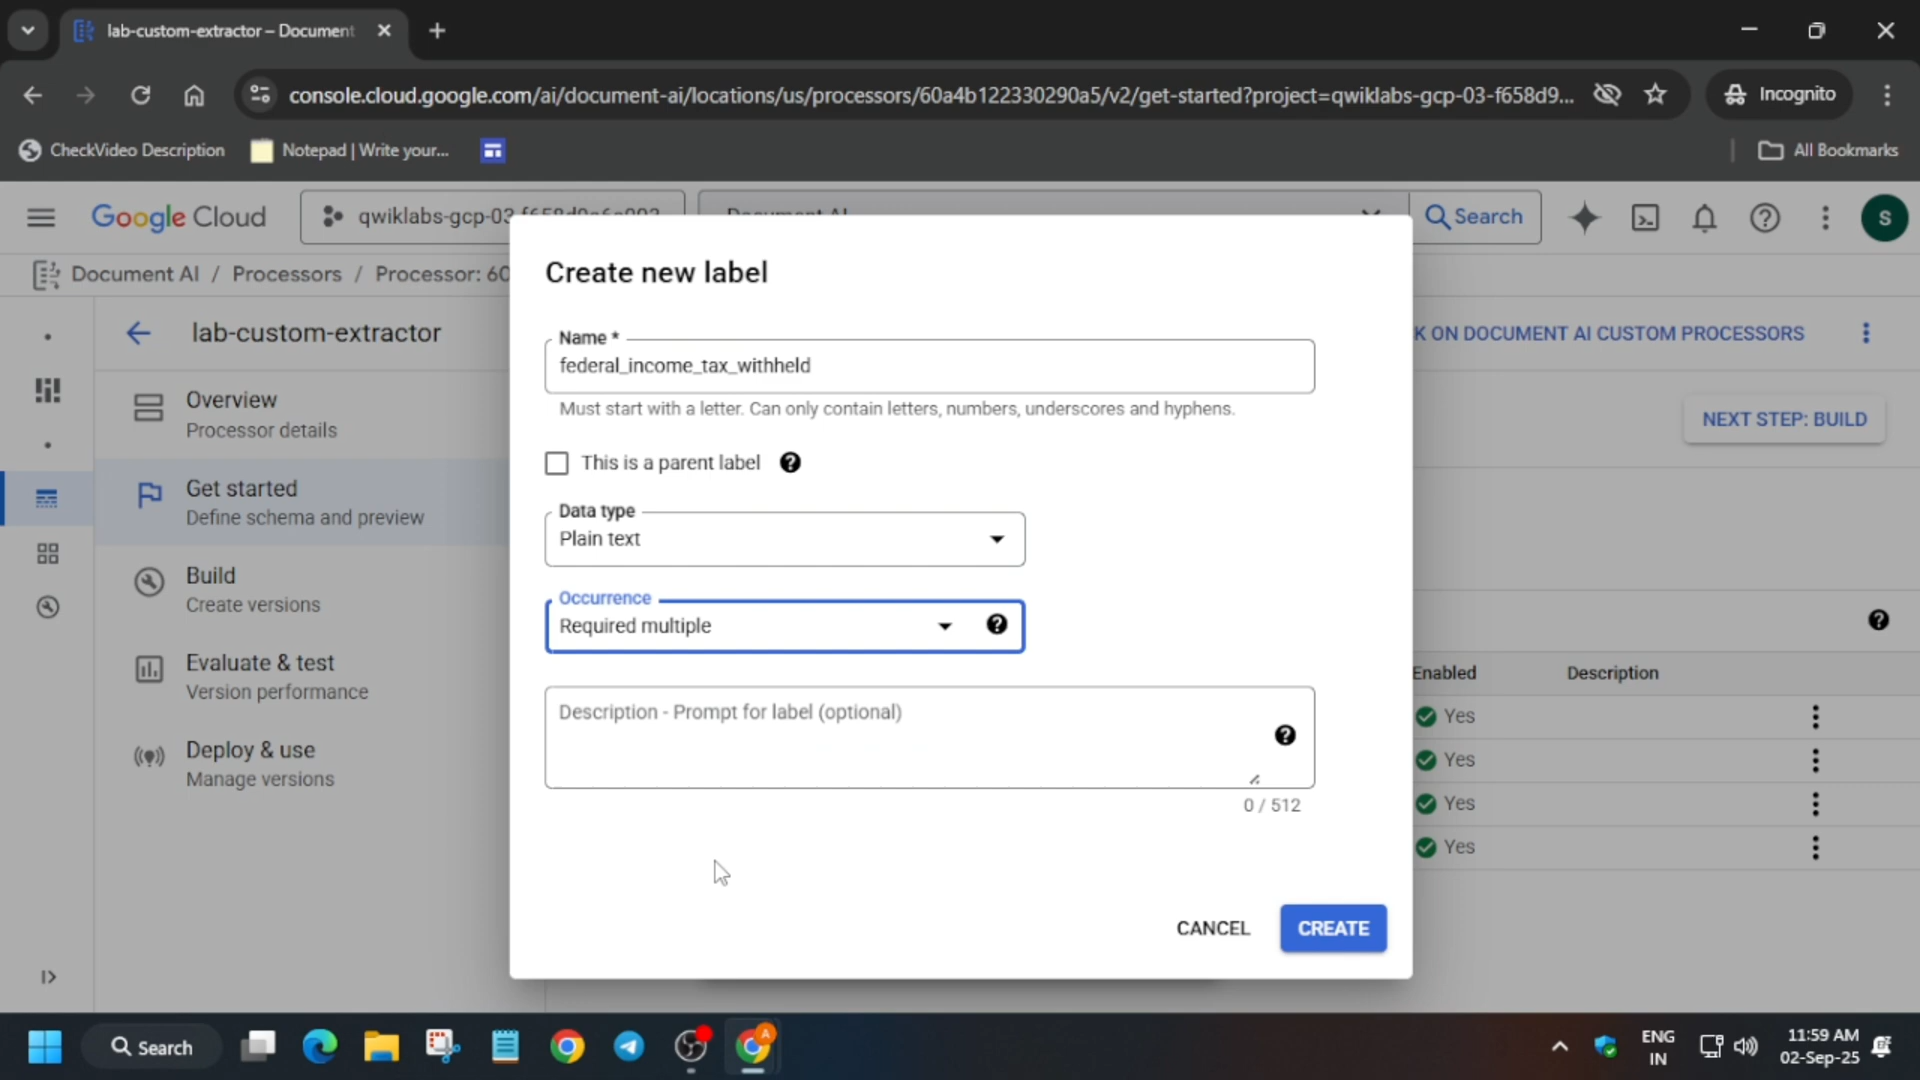 lab-custom-extractor – Document
console.cloud.google.com/ai/document-ai/locations/us/processors/60a4b122330290a5/v2/get-started?project=qwiklabs-gcp-03-f658d9...
Incognito
CheckVideo Description
Notepad | Write your...
All Bookmarks
Google Cloud
qwiklabs-gcp-03-
Document AI
Search
S
Document AI / Processors / Processor: 60
Create new label
lab-custom-extractor
K ON DOCUMENT AI CUSTOM PROCESSORS
Name *
federal_income_tax_withheld
Must start with a letter. Can only contain letters, numbers, underscores and hyphens.
Overview
Processor details
NEXT STEP: BUILD
This is a parent label
Get started
Define schema and preview
Data type
Plain text
Build
Create versions
Occurrence
Required multiple
Evaluate & test
Version performance
Enabled
Description
Description - Prompt for label (optional)
Yes
Yes
Yes
Yes
0 / 512
Deploy & use
Manage versions
CANCEL
CREATE
Search
ENG
IN
11:59 AM
02-Sep-25